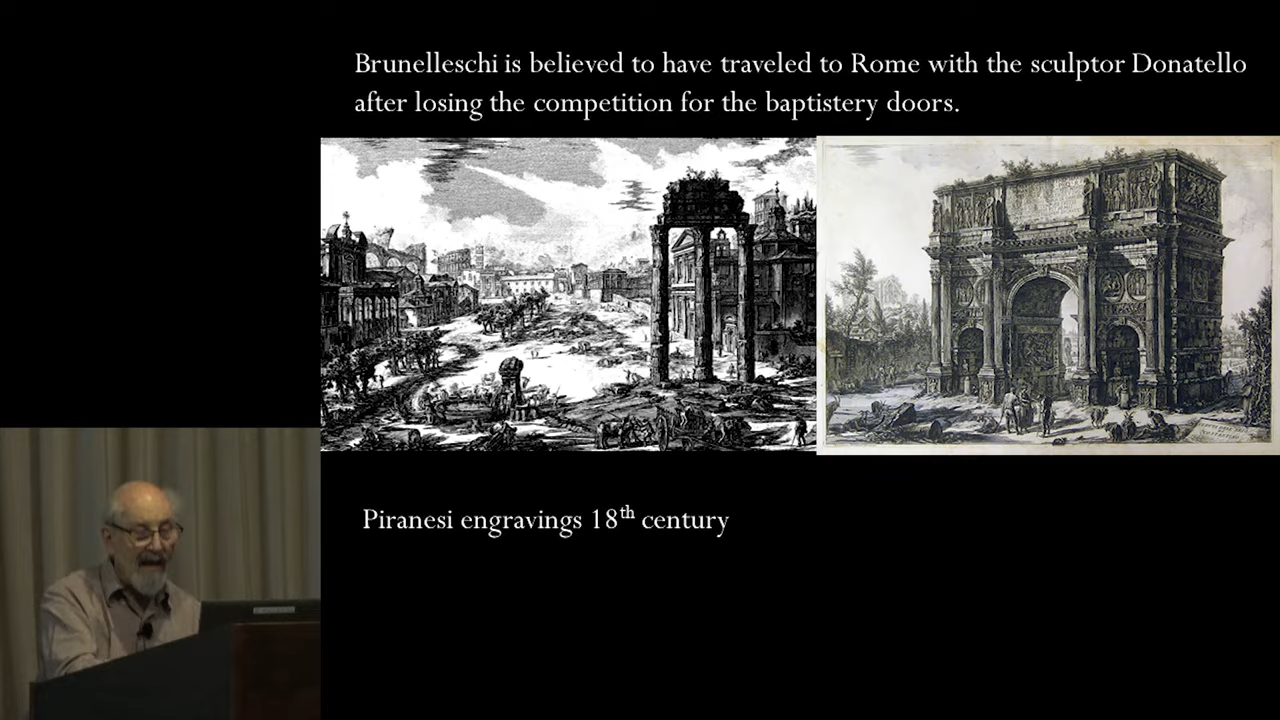 Brunelleschi is believed to have traveled to Rome with the sculptor Donatello
after losing the competition for the baptistery doors.
Piranesi engravings 18th century